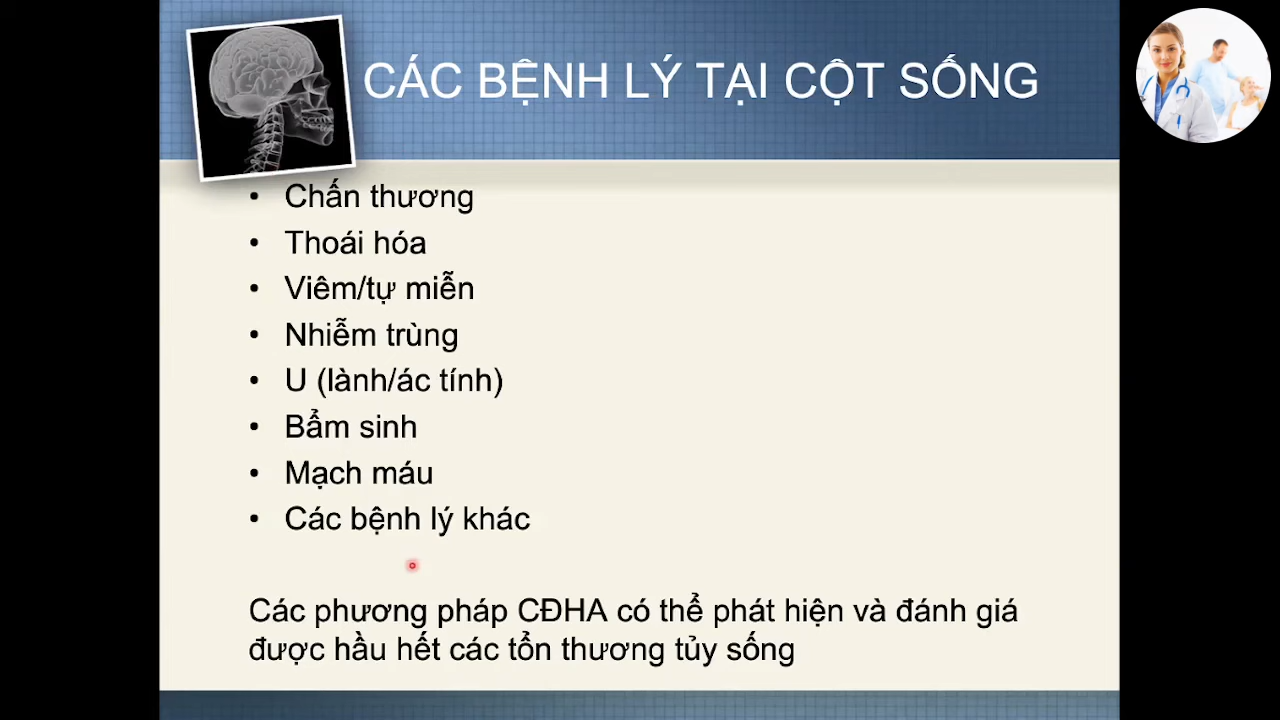 CÁC BỆNH LÝ TẠI CỘT SỐNG
• Chấn thương
• Thoái hóa
• Viêm/tự miễn
• Nhiễm trùng
• U (lành/ác tính)
• Bẩm sinh
• Mạch máu
• Các bệnh lý khác
Các phương pháp CĐHA có thể phát hiện và đánh giá
được hầu hết các tổn thương tủy sống